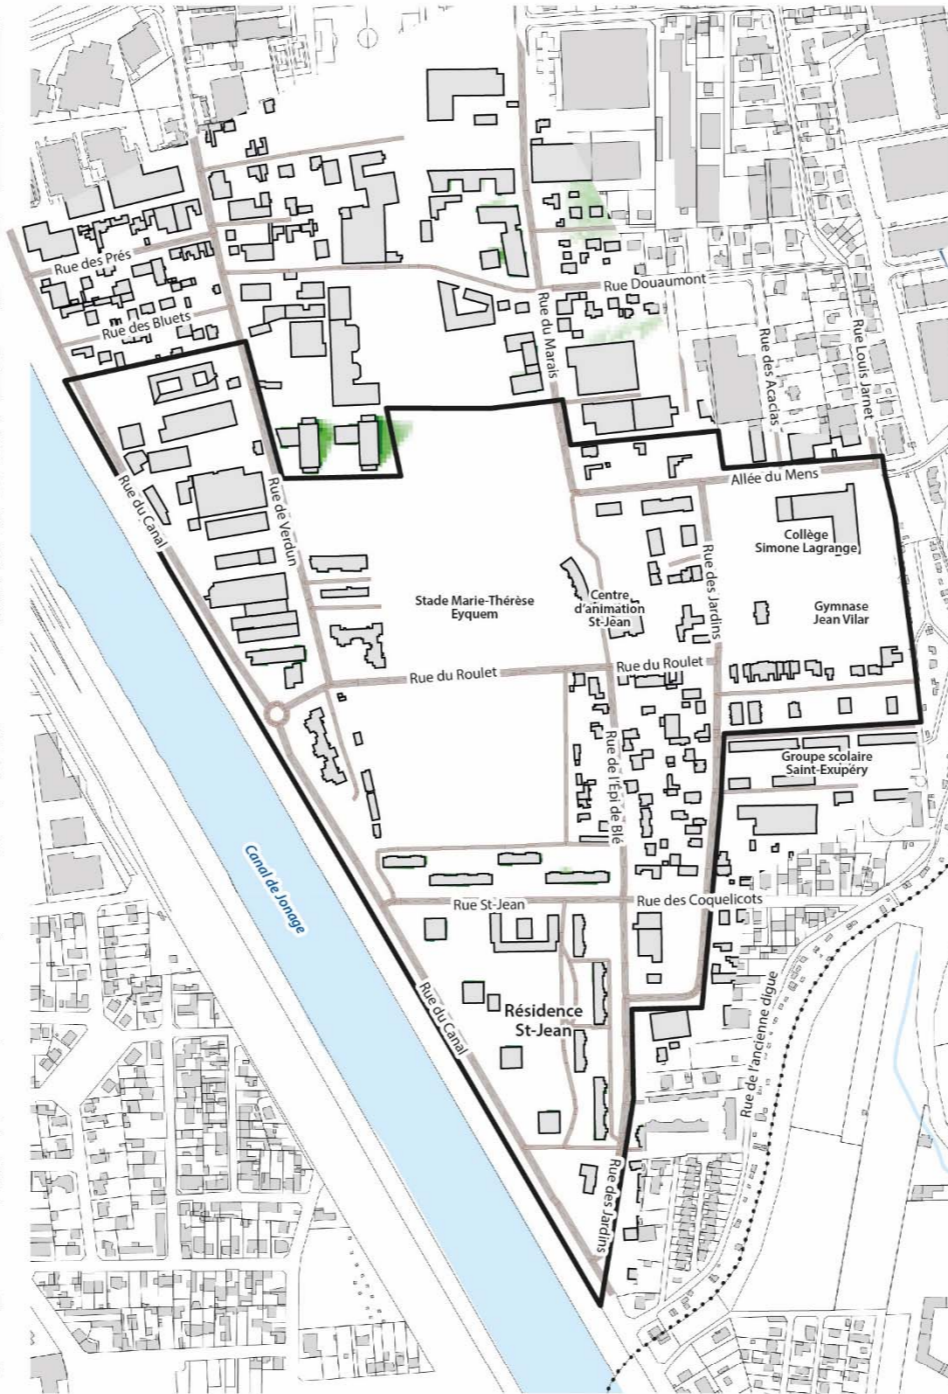 Rue des Prés
Rue des Bluets
Rue Douaumont
Rue du Marais
Rue des Acacias
Rue Louis Jarnet
Allée du Mens
Rue du Canal
Rue de Verdun
Collège
Simone Lagrange
Rue des Jardins
Stade Marie-Thérèse
Eyquem
Centre
d'animation
St-Jean
Gymnase
Jean Vilar
Rue du Roulet
Rue du Roulet
Rue de l'Épi de Blé
Groupe scolaire
Saint-Exupéry
Canal de Jonage
Rue St-Jean
Rue des Coquelicots
Rue du Canal
Résidence
St-Jean
Rue de l'ancienne digue
Rue des Jardins